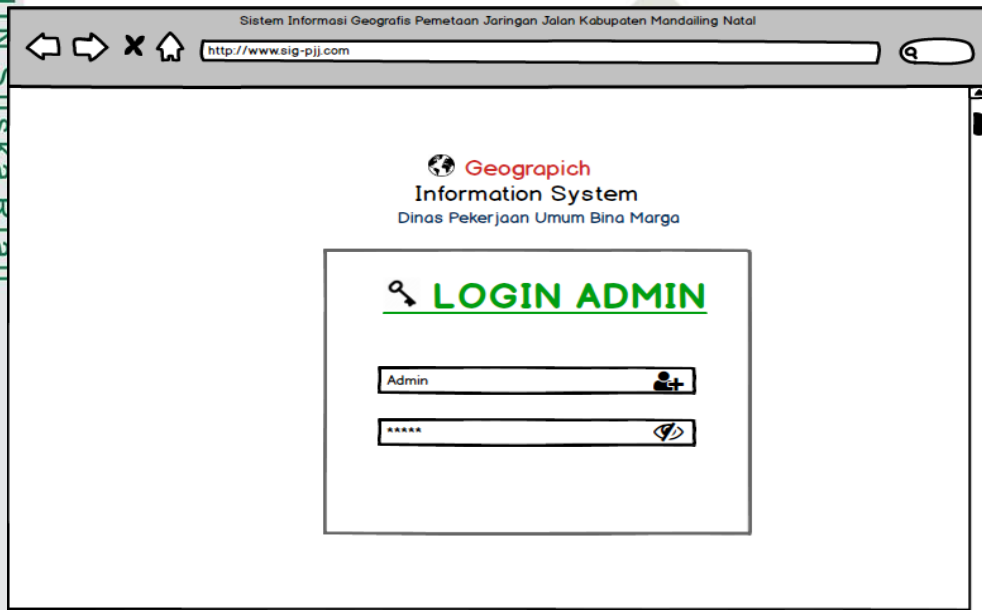 Sistem Informasi Geografis Pemetaan Jaringan Jalan Kabupaten Mandailing Natal
http://www.sig-pjj.com
Geograpich
Information System
Dinas Pekerjaan Umum Bina Marga
LOGIN ADMIN
Admin
*****